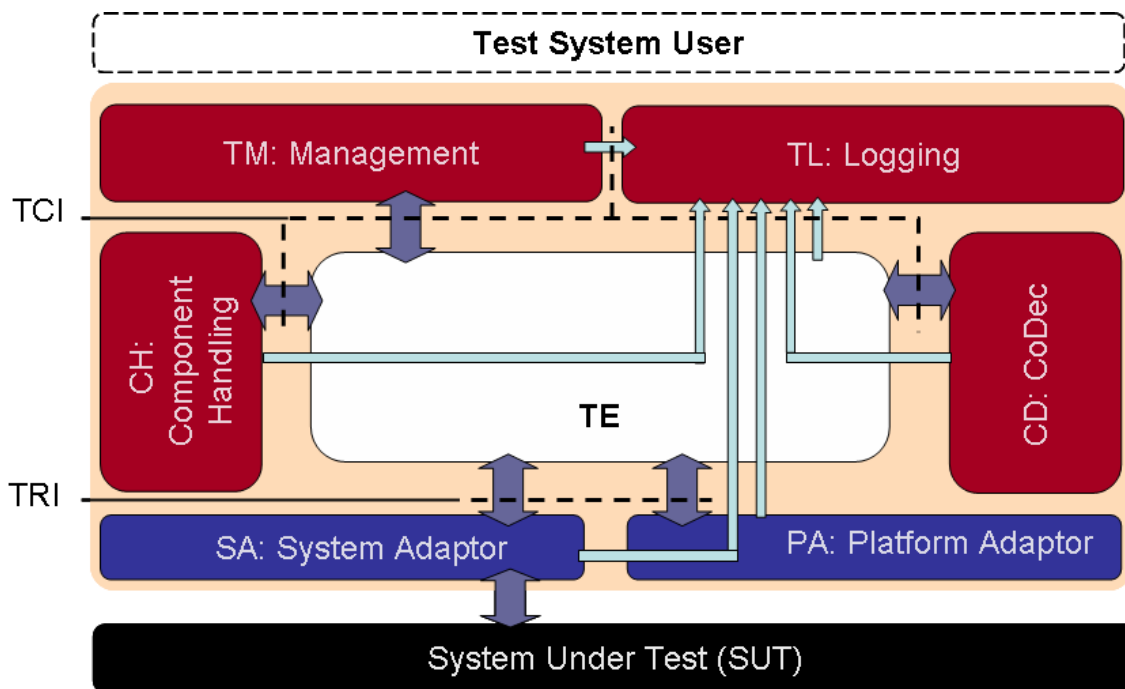 Test System User
TM: Management
TL: Logging
TCI
CH:
Component
Handling
CD: CoDec
TE
TRI
SA: System Adaptor
PA: Platform Adaptor
System Under Test (SUT)